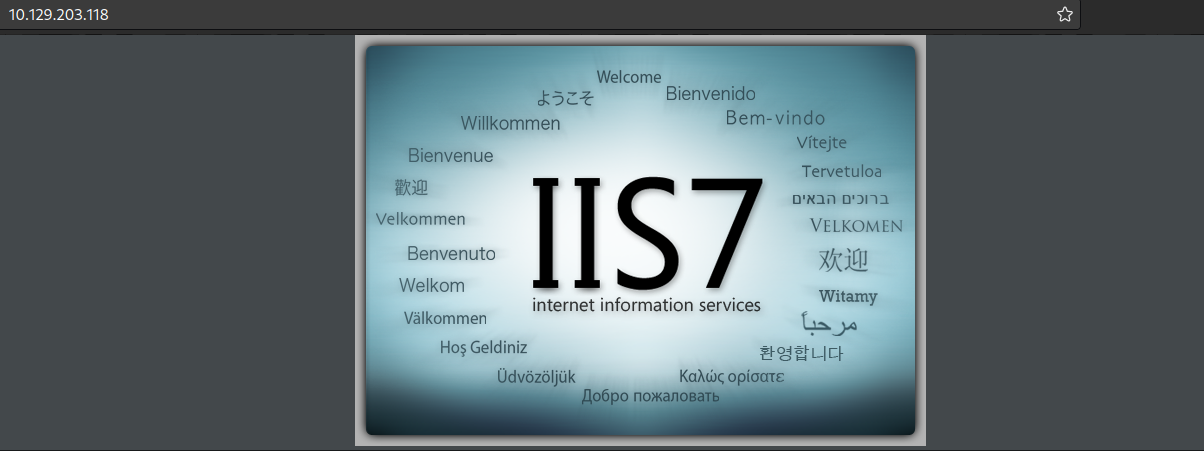 10.129.203.118
Welcome
ようこそ
Bienvenido
Willkommen
Bem-vindo
Vítejte
Bienvenue
Tervetuloa
歡迎
ברוכים הבאים
Velkommen
VELKOMEN
Benvenuto
欢迎
Welkom
Witamy
IIS7
internet information services
Välkommen
مرحباً
Hoş Geldiniz
환영합니다
Üdvözöljük
Καλώς ορίσατε
Добро пожаловать